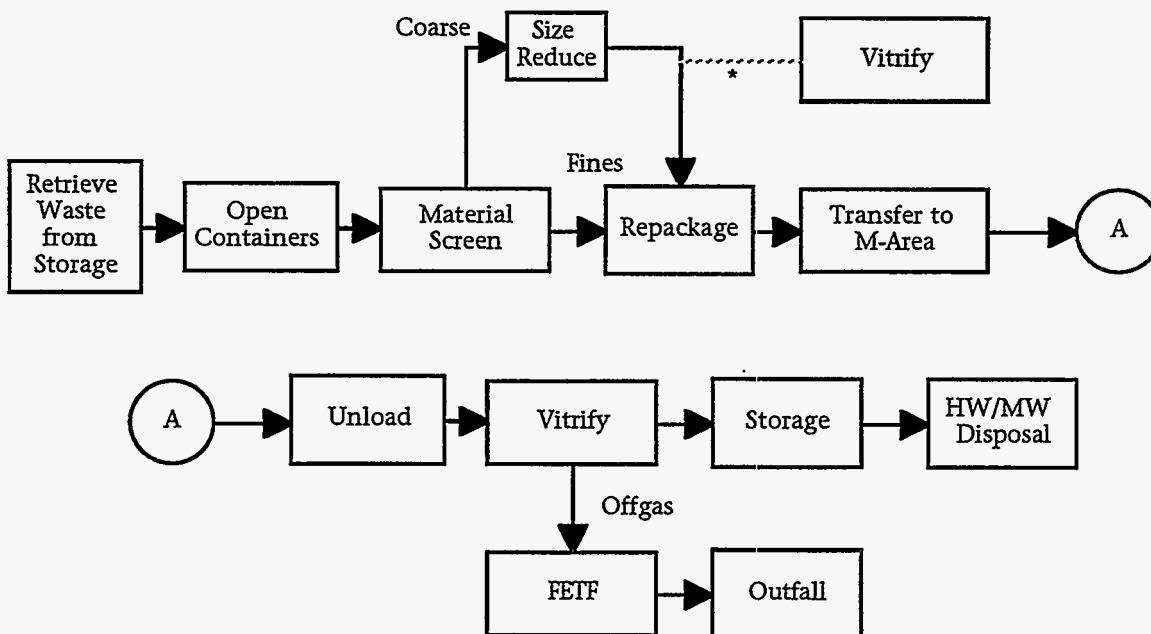 Coarse
Size
Reduce
*
Vitrify
Fines
Retrieve
Waste
from
Storage
Open
Containers
Material
Screen
Repackage
Transfer to
M-Area
A
A
Unload
Vitrify
Storage
HW/MW
Disposal
Offgas
FETF
Outfall